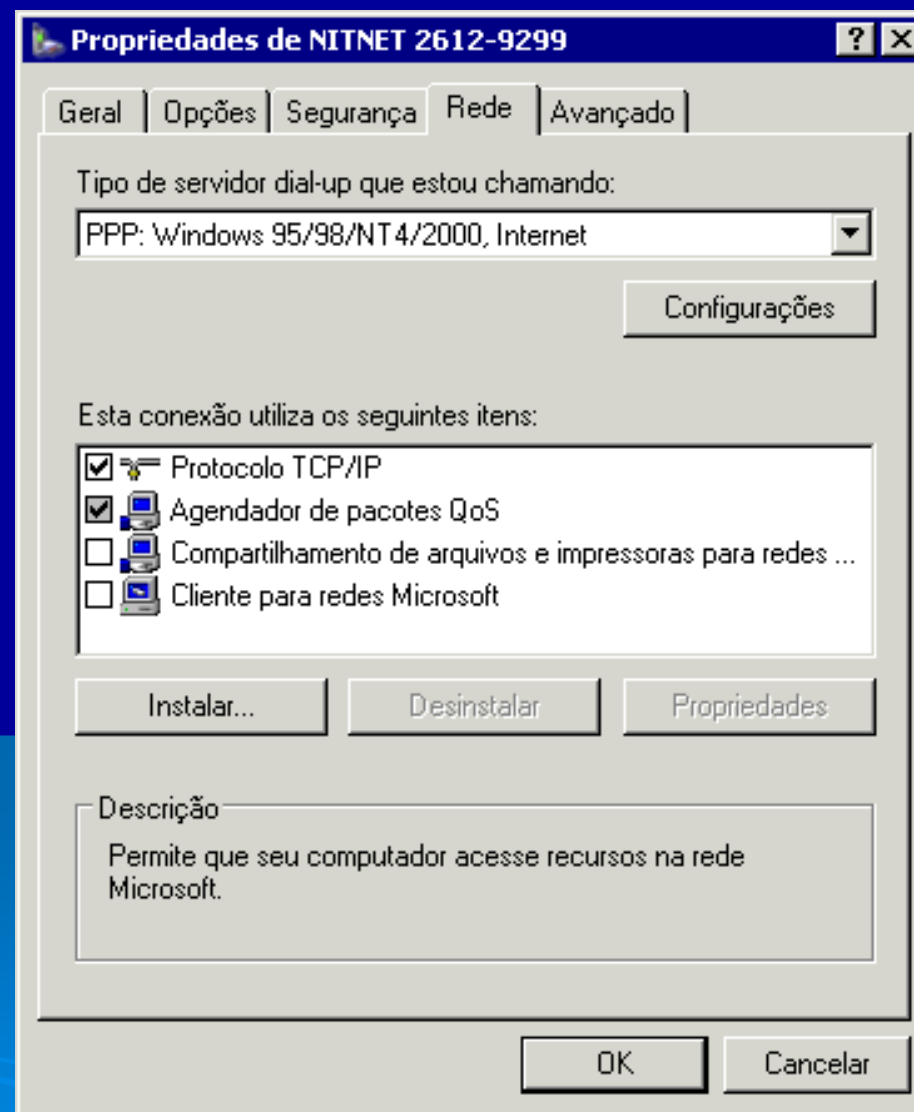 Propriedades de NITNET 2612-9299
Geral Opções Segurança Rede Avançado
Tipo de servidor dial-up que estou chamando:
PPP: Windows 95/98/NT4/2000, Internet
Configurações
Esta conexão utiliza os seguintes itens:
Protocolo TCP/IP
Agendador de pacotes QoS
Compartilhamento de arquivos e impressoras para redes ...
Cliente para redes Microsoft
Instalar... Desinstalar Propriedades
Descrição
Permite que seu computador acesse recursos na rede
Microsoft.
OK Cancelar